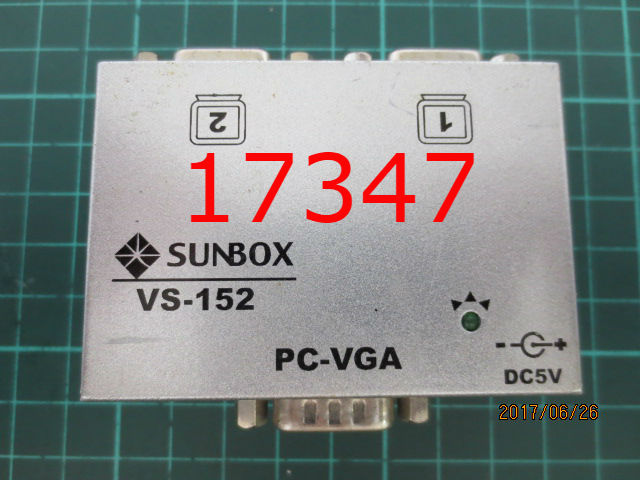 2 1
17347
SUNBOX
VS-152
PC-VGA
- +
DC5V
2017/06/26